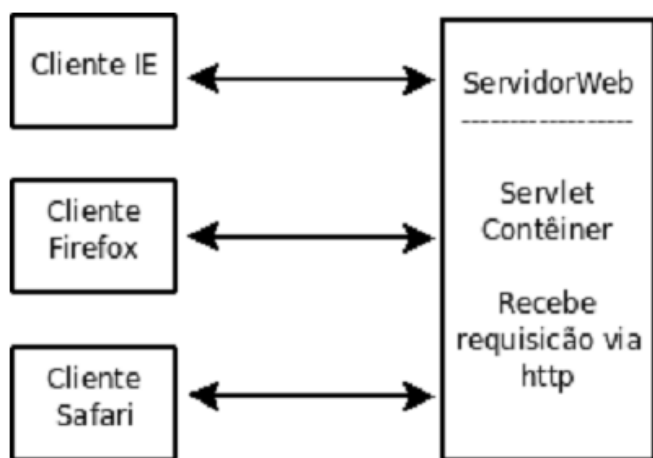 Cliente IE
Cliente
Firefox
Cliente
Safari
ServidorWeb
-----------------
Servlet
Contêiner
Recebe
requisicão via
http